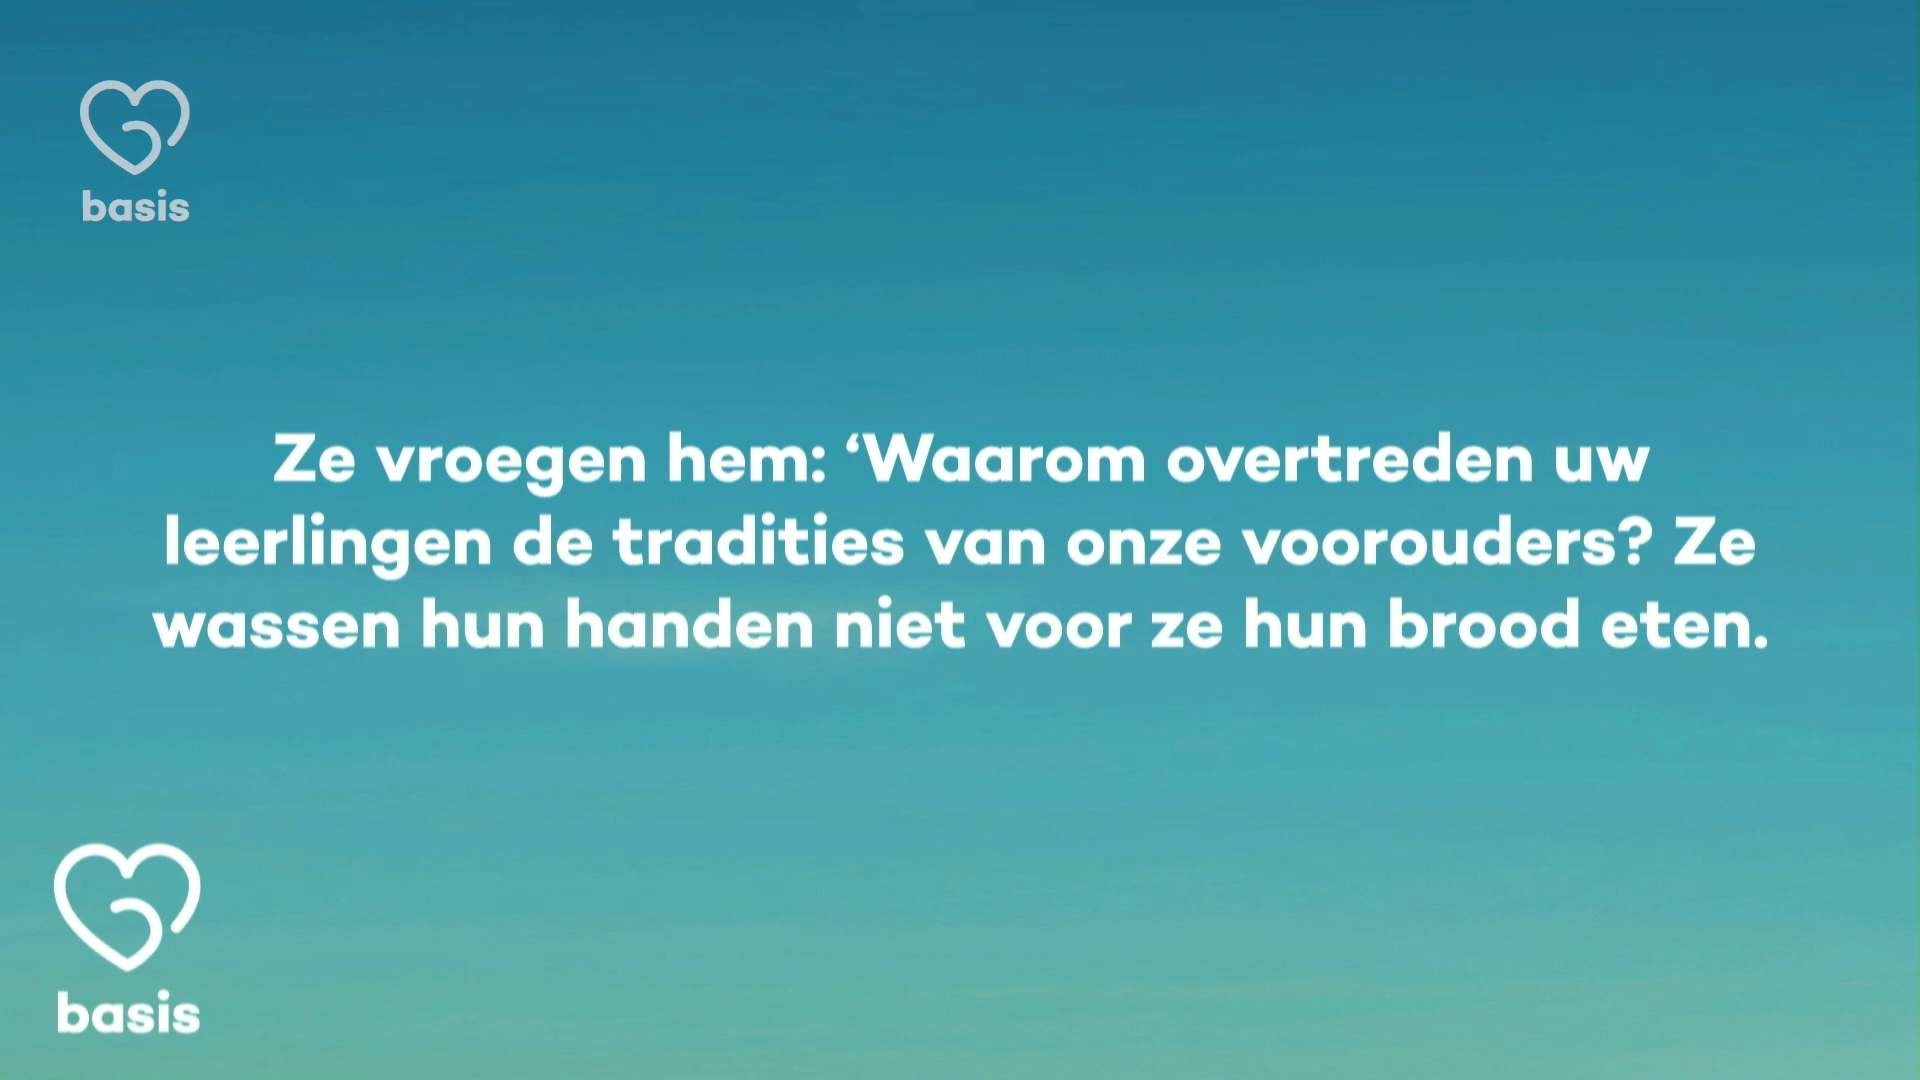 basis
Ze vroegen hem: ‘Waarom overtreden uw
leerlingen de tradities van onze voorouders? Ze
wassen hun handen niet voor ze hun brood eten.
basis